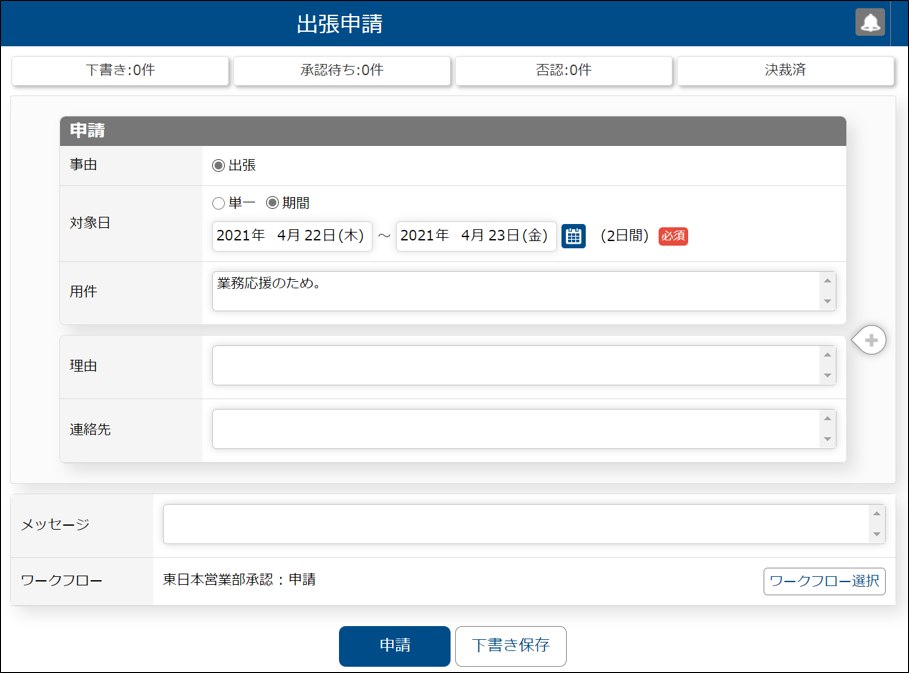 出張申請
下書き:0件 承認待ち:0件 否認:0件 決裁済
申請
事由 出張
対象日 単一 期間
2021年 4月 22日(木) ～ 2021年 4月 23日(金) (2日間) 必須
用件 業務応援のため。
理由
連絡先
メッセージ
ワークフロー 東日本営業部承認：申請 ワークフロー選択
申請 下書き保存